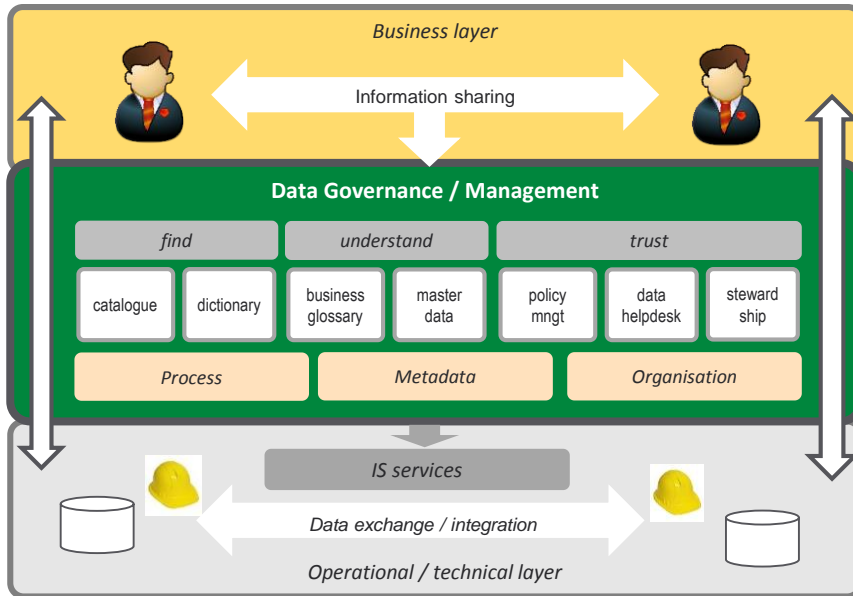 Business layer
Information sharing
Data Governance / Management
find
understand
trust
catalogue
dictionary
business
glossary
master
data
policy
mngt
data
helpdesk
steward
ship
Process
Metadata
Organisation
IS services
Data exchange / integration
Operational / technical layer